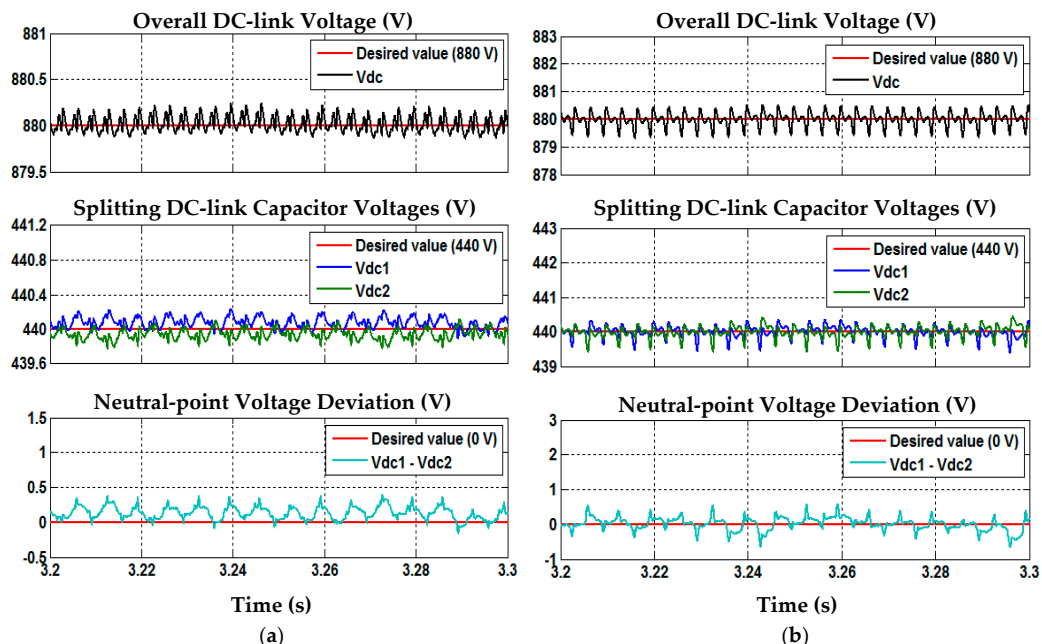 Overall DC-link Voltage (V)
881
880.5
880
879.5
Desired value (880 V)
Vdc
Splitting DC-link Capacitor Voltages (V)
441.2
440.8
440.4
440
439.6
Desired value (440 V)
Vdc1
Vdc2
Neutral-point Voltage Deviation (V)
1.5
1
0.5
0
-0.5
Desired value (0 V)
Vdc1 - Vdc2
3.2 3.22 3.24 3.26 3.28 3.3
Time (s)
(a)
Overall DC-link Voltage (V)
883
882
881
880
879
878
Desired value (880 V)
Vdc
Splitting DC-link Capacitor Voltages (V)
443
442
441
440
439
Desired value (440 V)
Vdc1
Vdc2
Neutral-point Voltage Deviation (V)
3
2
1
0
-1
Desired value (0 V)
Vdc1 - Vdc2
3.2 3.22 3.24 3.26 3.28 3.3
Time (s)
(b)